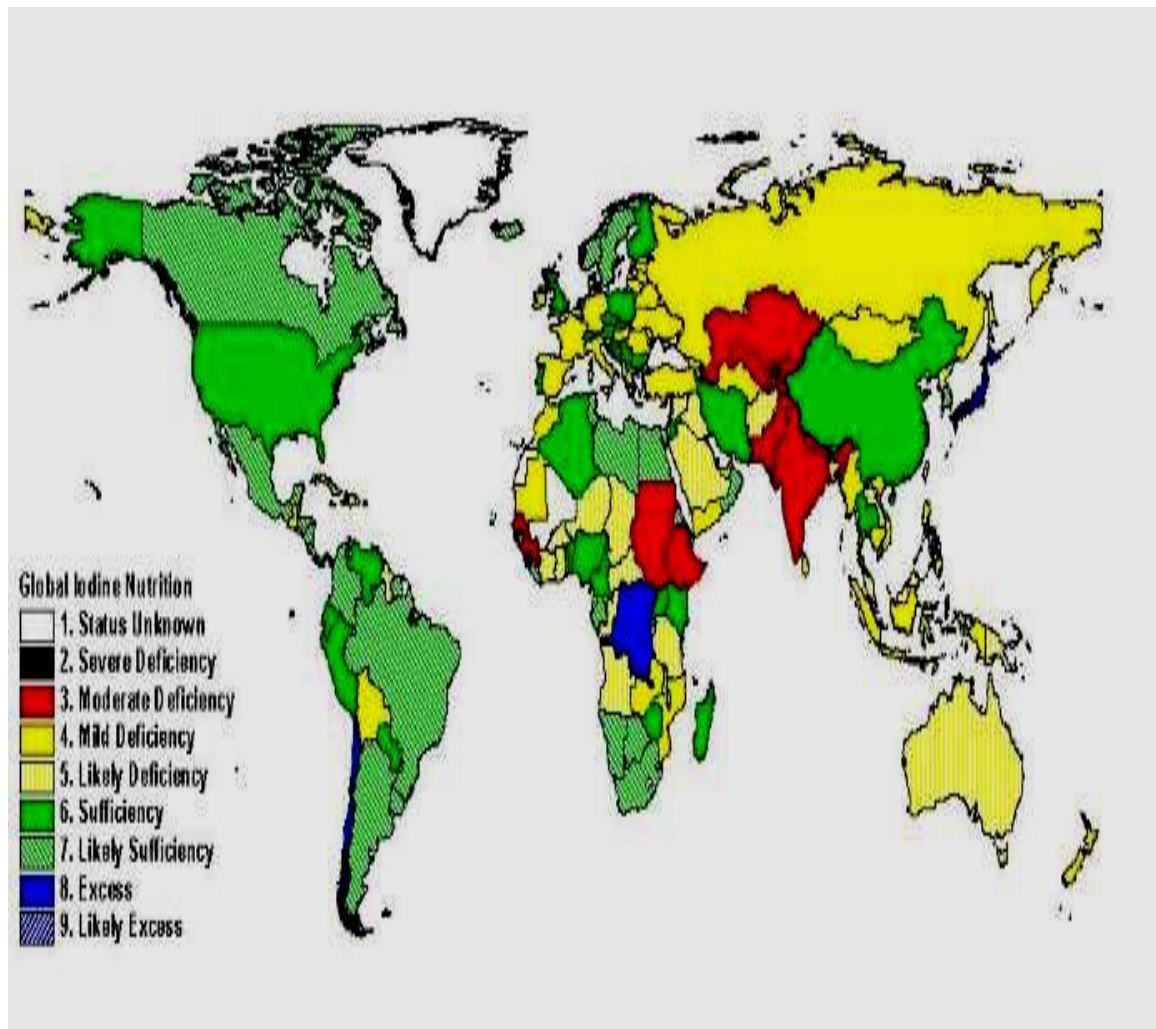 Global Iodine Nutrition
1. Status Unknown
2. Severe Deficiency
3. Moderate Deficiency
4. Mild Deficiency
5. Likely Deficiency
6. Sufficiency
7. Likely Sufficiency
8. Excess
9. Likely Excess